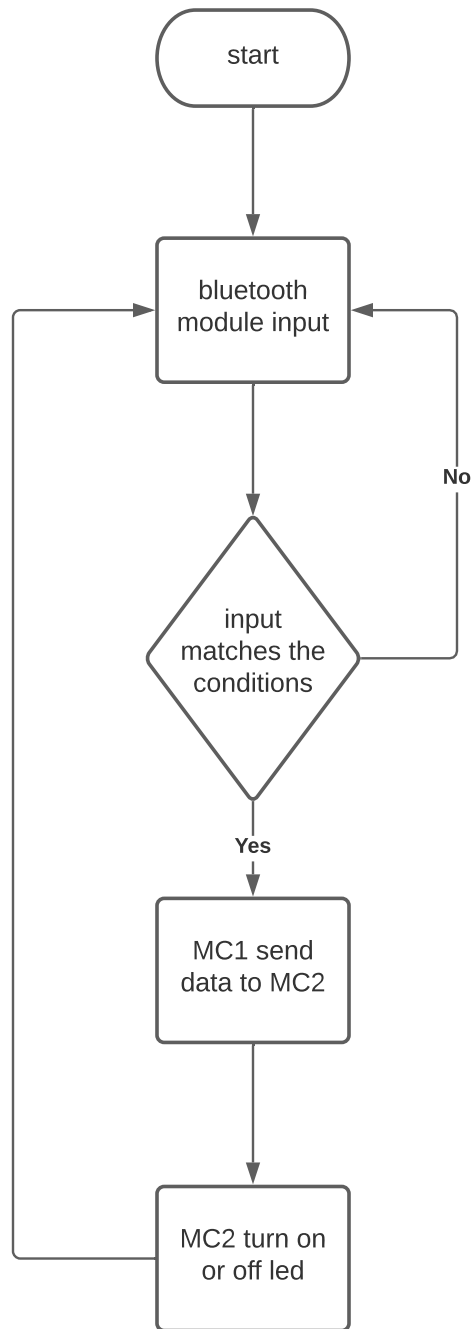 start
bluetooth
module input
No
input
matches the
conditions
Yes
MC1 send
data to MC2
MC2 turn on
or off led